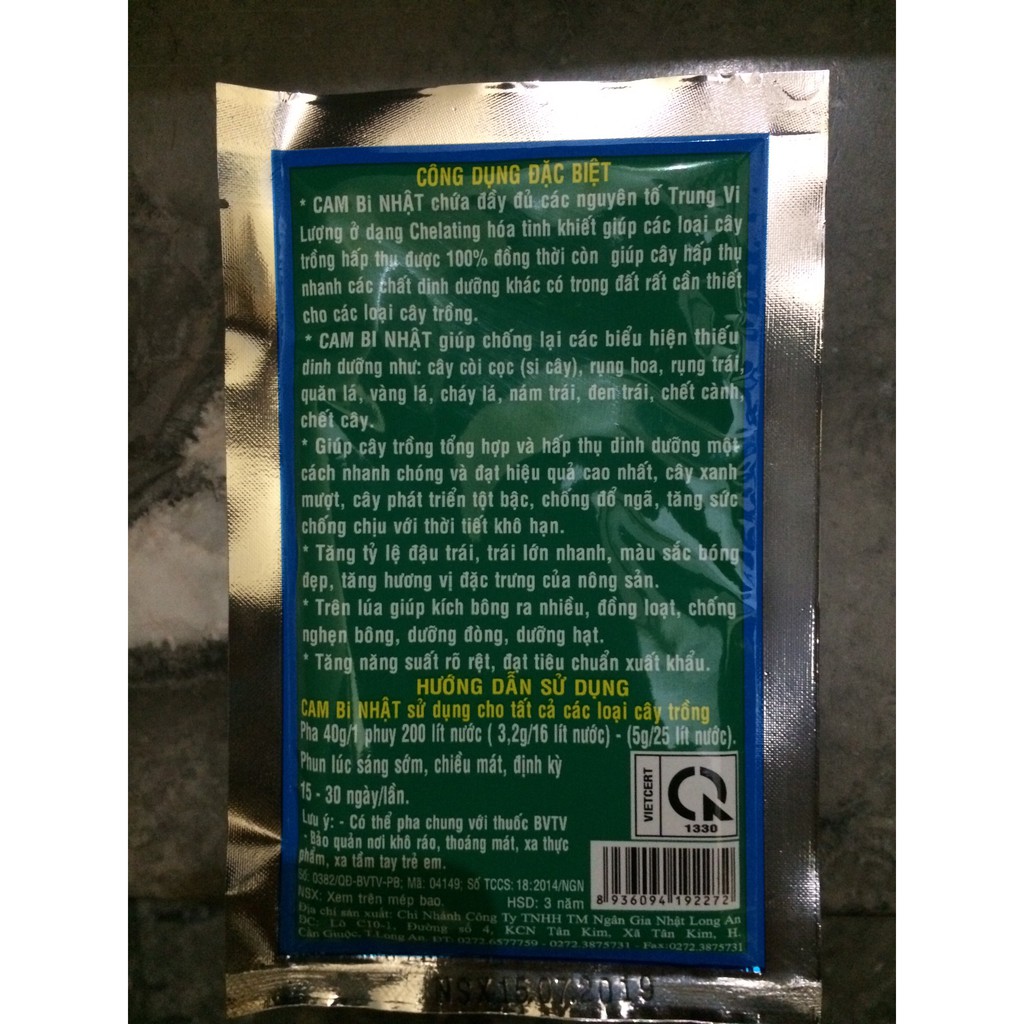 CÔNG DỤNG ĐẶC BIỆT
* CAM Bi NHẬT chứa đầy đủ các nguyên tố Trung Vi
Lượng ở dạng Chelating hóa tinh khiết giúp các loại cây
trồng hấp thụ được 100% đồng thời còn giúp cây hấp thụ
nhanh các chất dinh dưỡng khác có trong đất rất cần thiết
cho các loại cây trồng.
* CAM BI NHẬT giúp chống lại các biểu hiện thiếu
dinh dưỡng như: cây còi cọc (si cây), rụng hoa, rụng trái,
quăn lá, vàng lá, cháy lá, nám trái, đen trái, chết cành,
chết cây.
* Giúp cây trồng tổng hợp và hấp thụ dinh dưỡng một
cách nhanh chóng và đạt hiệu quả cao nhất, cây xanh
mượt, cây phát triển tột bậc, chống đổ ngã, tăng sức
chống chịu với thời tiết khô hạn.
* Tăng tỷ lệ đậu trái, trái lớn nhanh, màu sắc bóng
đẹp, tăng hương vị đặc trưng của nông sản.
* Trên lúa giúp kích bông ra nhiều, đồng loạt, chống
nghẹn bông, dưỡng đòng, dưỡng hạt.
* Tăng năng suất rõ rệt, đạt tiêu chuẩn xuất khẩu.
HƯỚNG DẪN SỬ DỤNG
CAM Bi NHẬT sử dụng cho tất cả các loại cây trồng
Pha 40g/1 phuy 200 lít nước ( 3,2g/16 lít nước) - (5g/25 lít nước).
Phun lúc sáng sớm, chiều mát, định kỳ
15 - 30 ngày/lần.
Lưu ý: - Có thể pha chung với thuốc BVTV
- Bảo quản nơi khô ráo, thoáng mát, xa thực
phẩm, xa tầm tay trẻ em.
VIETCERT
1330
Số: 0382/QĐ-BVTV-PB; Mã: 04149; Số TCCS: 18:2014/NGN
NSX: Xem trên mép bao. HSD: 3 năm
8 936094 192272
Địa chỉ sản xuất: Chi Nhánh Công Ty TNHH TM Ngân Gia Nhật Long An
ĐC: Lô C10-1, Đường số 4, KCN Tân Kim, Xã Tân Kim, H.
Cần Giuộc, T.Long An. ĐT: 0272.6577759 - 0272.3875731 - Fax:0272.3875731
NSX15072019